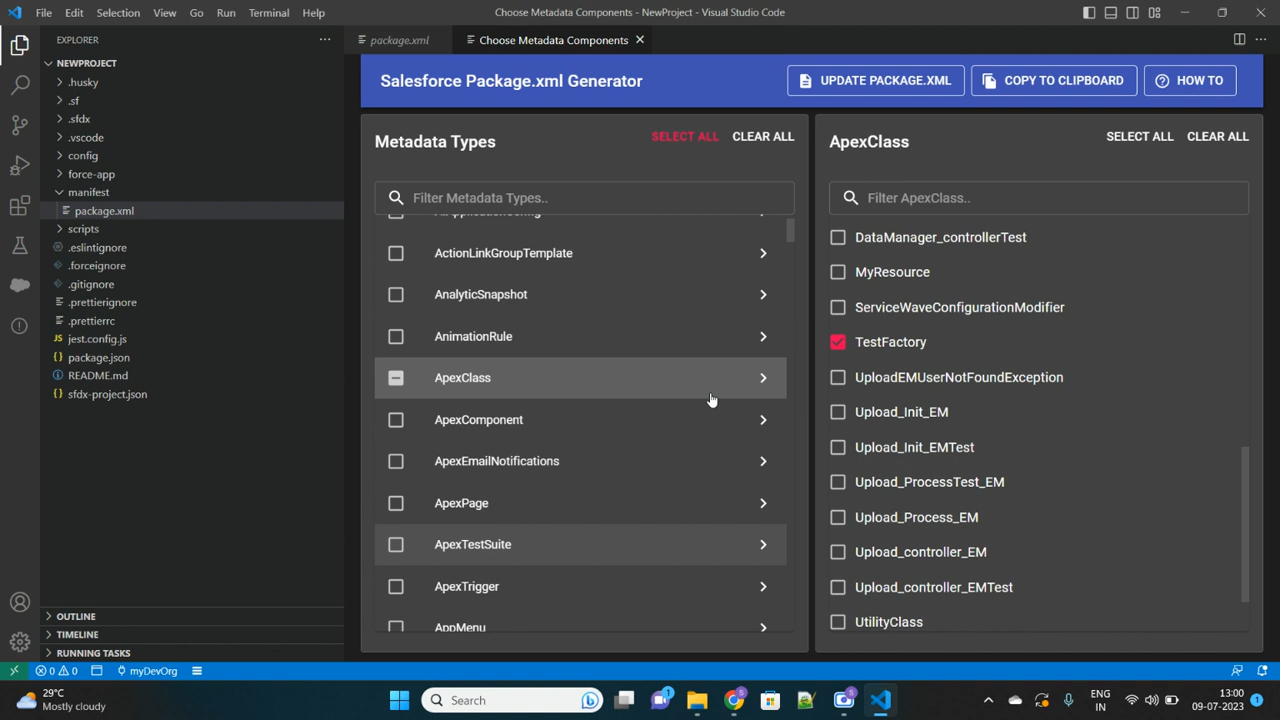 File Edit Selection View Go Run Terminal Help
Choose Metadata Components - NewProject - Visual Studio Code
EXPLORER
NEWPROJECT
.husky
.sf
.sfdx
.vscode
config
force-app
manifest
package.xml
scripts
.eslintignore
.forceignore
.gitignore
.prettierignore
.prettierrc
JS jest.config.js
{} package.json
README.md
{} sfdx-project.json
OUTLINE
TIMELINE
RUNNING TASKS
package.xml
Choose Metadata Components
Salesforce Package.xml Generator
UPDATE PACKAGE.XML
COPY TO CLIPBOARD
HOW TO
Metadata Types
SELECT ALL
CLEAR ALL
Filter Metadata Types..
ActionLinkGroupTemplate
AnalyticSnapshot
AnimationRule
ApexClass
ApexComponent
ApexEmailNotifications
ApexPage
ApexTestSuite
ApexTrigger
AppMenu
ApexClass
SELECT ALL
CLEAR ALL
Filter ApexClass..
DataManager_controllerTest
MyResource
ServiceWaveConfigurationModifier
TestFactory
UploadEMUserNotFoundException
Upload_Init_EM
Upload_Init_EMTest
Upload_ProcessTest_EM
Upload_Process_EM
Upload_controller_EM
Upload_controller_EMTest
UtilityClass
0 0
myDevOrg
29°C
Mostly cloudy
Search
1
5
5
ENG
IN
13:00
09-07-2023
1